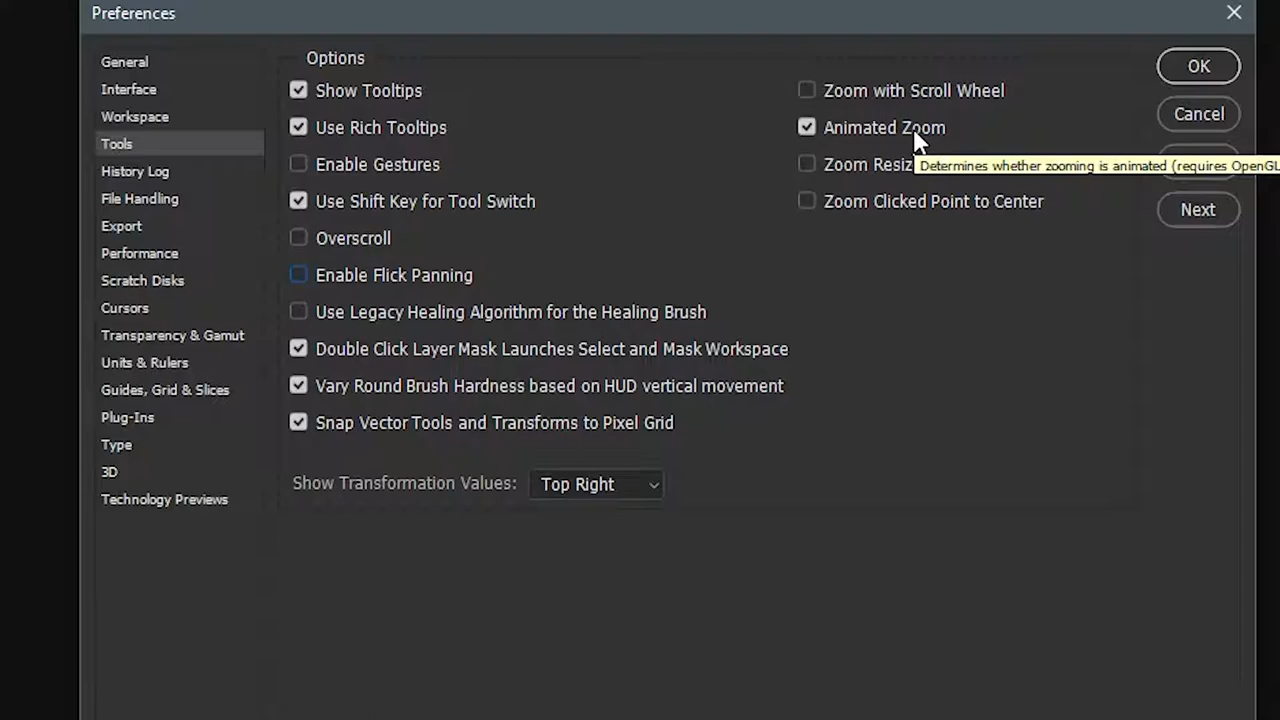 Preferences
General
Interface
Workspace
Tools
History Log
File Handling
Export
Performance
Scratch Disks
Cursors
Transparency & Gamut
Units & Rulers
Guides, Grid & Slices
Plug-Ins
Type
3D
Technology Previews
Options
Show Tooltips
Use Rich Tooltips
Enable Gestures
Use Shift Key for Tool Switch
Overscroll
Enable Flick Panning
Use Legacy Healing Algorithm for the Healing Brush
Double Click Layer Mask Launches Select and Mask Workspace
Vary Round Brush Hardness based on HUD vertical movement
Snap Vector Tools and Transforms to Pixel Grid
Show Transformation Values: Top Right
Zoom with Scroll Wheel
Animated Zoom
Zoom Resiz
Determines whether zooming is animated (requires OpenGL
Zoom Clicked Point to Center
OK
Cancel
Next